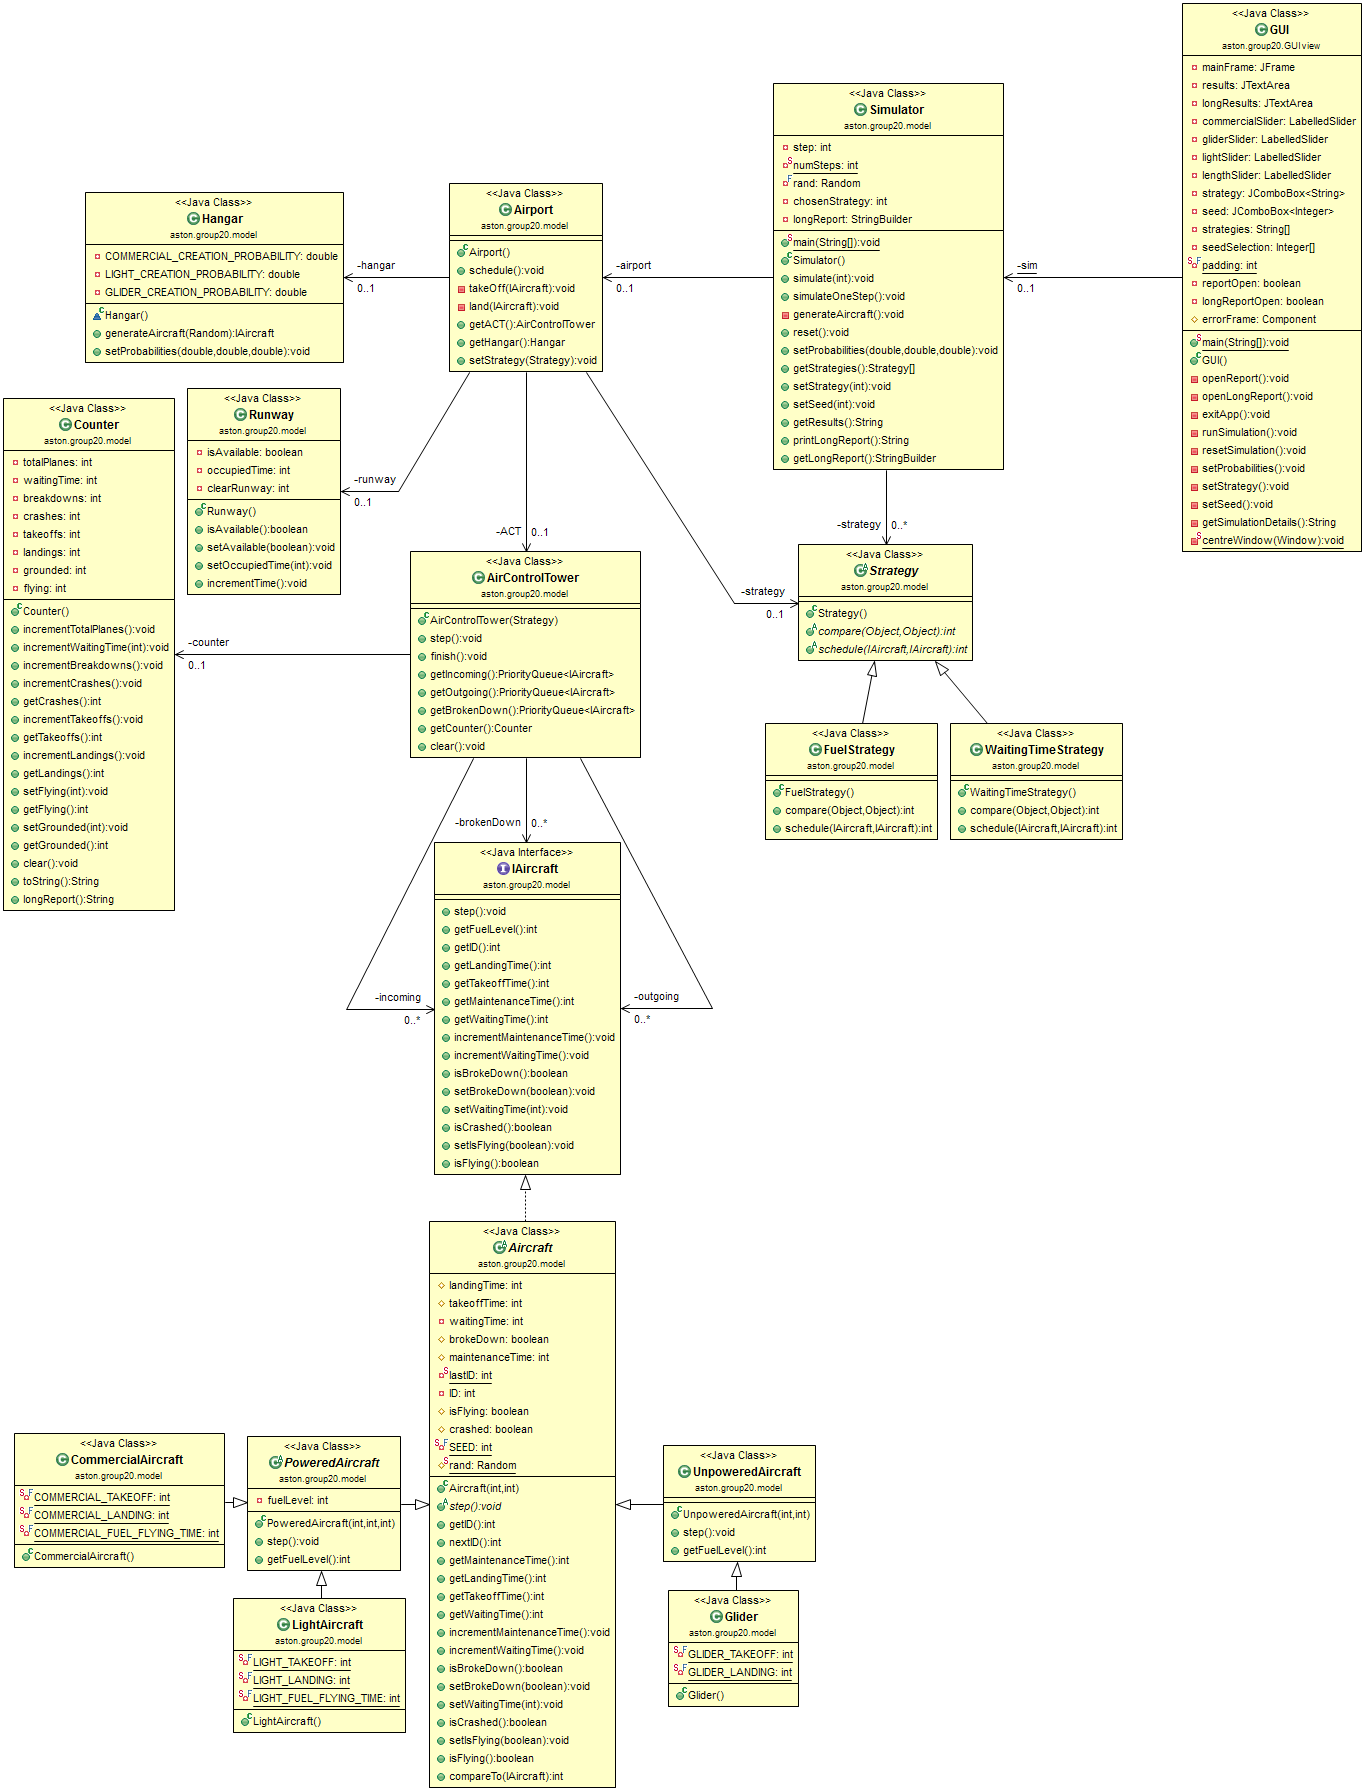 <<Java Class>>
GUI
aston.group20.GUIview
mainFrame: JFrame
results: JTextArea
longResults: JTextArea
commercialSlider: LabelledSlider
gliderSlider: LabelledSlider
lightSlider: LabelledSlider
lengthSlider: LabelledSlider
strategy: JComboBox<String>
seed: JComboBox<Integer>
strategies: String[]
seedSelection: Integer[]
padding: int
reportOpen: boolean
longReportOpen: boolean
errorFrame: Component
main(String[]):void
GUI()
openReport():void
openLongReport():void
exitApp():void
runSimulation():void
resetSimulation():void
setProbabilities():void
setStrategy():void
setSeed():void
getSimulationDetails():String
centreWindow(Window):void
-sim
0..1
<<Java Class>>
Simulator
aston.group20.model
step: int
numSteps: int
rand: Random
chosenStrategy: int
longReport: StringBuilder
main(String[]):void
Simulator()
simulate(int):void
simulateOneStep():void
generateAircraft():void
reset():void
setProbabilities(double,double,double):void
getStrategies():Strategy[]
setStrategy(int):void
setSeed(int):void
getResults():String
printLongReport():String
getLongReport():StringBuilder
-airport
0..1
-strategy
0..*
<<Java Class>>
Airport
aston.group20.model
Airport()
schedule():void
takeOff(IAircraft):void
land(IAircraft):void
getACT():AirControlTower
getHangar():Hangar
setStrategy(Strategy):void
-hangar
0..1
-runway
0..1
-ACT
0..1
-strategy
0..1
<<Java Class>>
Hangar
aston.group20.model
COMMERCIAL_CREATION_PROBABILITY: double
LIGHT_CREATION_PROBABILITY: double
GLIDER_CREATION_PROBABILITY: double
Hangar()
generateAircraft(Random):IAircraft
setProbabilities(double,double,double):void
<<Java Class>>
Runway
aston.group20.model
isAvailable: boolean
occupiedTime: int
clearRunway: int
Runway()
isAvailable():boolean
setAvailable(boolean):void
setOccupiedTime(int):void
incrementTime():void
<<Java Class>>
Counter
aston.group20.model
totalPlanes: int
waitingTime: int
breakdowns: int
crashes: int
takeoffs: int
landings: int
grounded: int
flying: int
Counter()
incrementTotalPlanes():void
incrementWaitingTime(int):void
incrementBreakdowns():void
incrementCrashes():void
getCrashes():int
incrementTakeoffs():void
getTakeoffs():int
incrementLandings():void
getLandings():int
setFlying(int):void
getFlying():int
setGrounded(int):void
getGrounded():int
clear():void
toString():String
longReport():String
<<Java Class>>
AirControlTower
aston.group20.model
AirControlTower(Strategy)
step():void
finish():void
getIncoming():PriorityQueue<IAircraft>
getOutgoing():PriorityQueue<IAircraft>
getBrokenDown():PriorityQueue<IAircraft>
getCounter():Counter
clear():void
-counter
0..1
-brokenDown
0..*
-incoming
0..*
-outgoing
0..*
<<Java Class>>
Strategy
aston.group20.model
Strategy()
compare(Object,Object):int
schedule(IAircraft,IAircraft):int
<<Java Class>>
FuelStrategy
aston.group20.model
FuelStrategy()
compare(Object,Object):int
schedule(IAircraft,IAircraft):int
<<Java Class>>
WaitingTimeStrategy
aston.group20.model
WaitingTimeStrategy()
compare(Object,Object):int
schedule(IAircraft,IAircraft):int
<<Java Interface>>
IAircraft
aston.group20.model
step():void
getFuelLevel():int
getID():int
getLandingTime():int
getTakeoffTime():int
getMaintenanceTime():int
getWaitingTime():int
incrementMaintenanceTime():void
incrementWaitingTime():void
isBrokeDown():boolean
setBrokeDown(boolean):void
setWaitingTime(int):void
isCrashed():boolean
setIsFlying(boolean):void
isFlying():boolean
<<Java Class>>
Aircraft
aston.group20.model
landingTime: int
takeoffTime: int
waitingTime: int
brokeDown: boolean
maintenanceTime: int
lastID: int
ID: int
isFlying: boolean
crashed: boolean
SEED: int
rand: Random
Aircraft(int,int)
step():void
getID():int
nextID():int
getMaintenanceTime():int
getLandingTime():int
getTakeoffTime():int
getWaitingTime():int
incrementMaintenanceTime():void
incrementWaitingTime():void
isBrokeDown():boolean
setBrokeDown(boolean):void
setWaitingTime(int):void
isCrashed():boolean
setIsFlying(boolean):void
isFlying():boolean
compareTo(IAircraft):int
<<Java Class>>
CommercialAircraft
aston.group20.model
COMMERCIAL_TAKEOFF: int
COMMERCIAL_LANDING: int
COMMERCIAL_FUEL_FLYING_TIME: int
CommercialAircraft()
<<Java Class>>
PoweredAircraft
aston.group20.model
fuelLevel: int
PoweredAircraft(int,int,int)
step():void
getFuelLevel():int
<<Java Class>>
LightAircraft
aston.group20.model
LIGHT_TAKEOFF: int
LIGHT_LANDING: int
LIGHT_FUEL_FLYING_TIME: int
LightAircraft()
<<Java Class>>
UnpoweredAircraft
aston.group20.model
UnpoweredAircraft(int,int)
step():void
getFuelLevel():int
<<Java Class>>
Glider
aston.group20.model
GLIDER_TAKEOFF: int
GLIDER_LANDING: int
Glider()